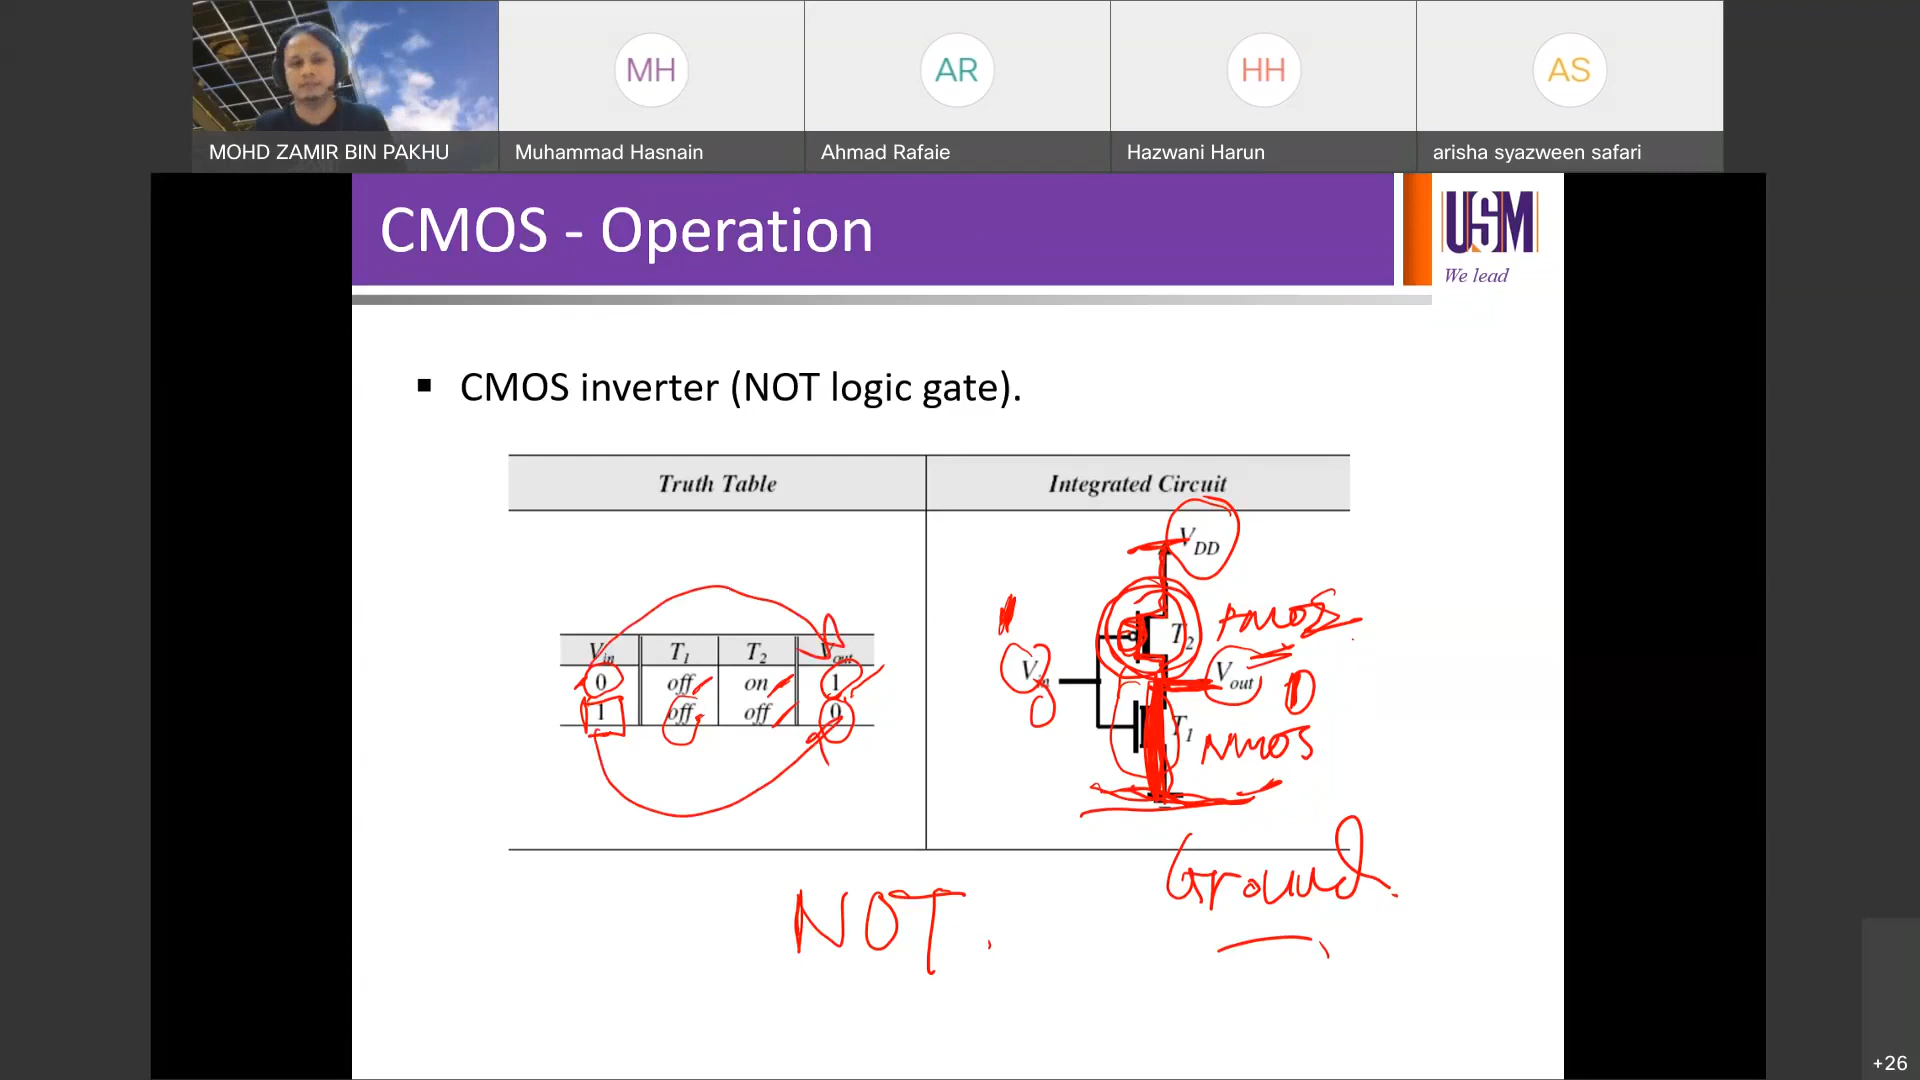 MH
AR
HH
AS
MOHD ZAMIR BIN PAKHU
Muhammad Hasnain
Ahmad Rafaie
Hazwani Harun
arisha syazween safari
CMOS - Operation
USM
We lead
▪ CMOS inverter (NOT logic gate).
Truth Table
Integrated Circuit
VDD
PMOS
T2
Vin
Vout
0
0
T1
NMOS
Vin T1 T2 Vout
0 off on 1
1 off off 0
Ground
NOT.
+26